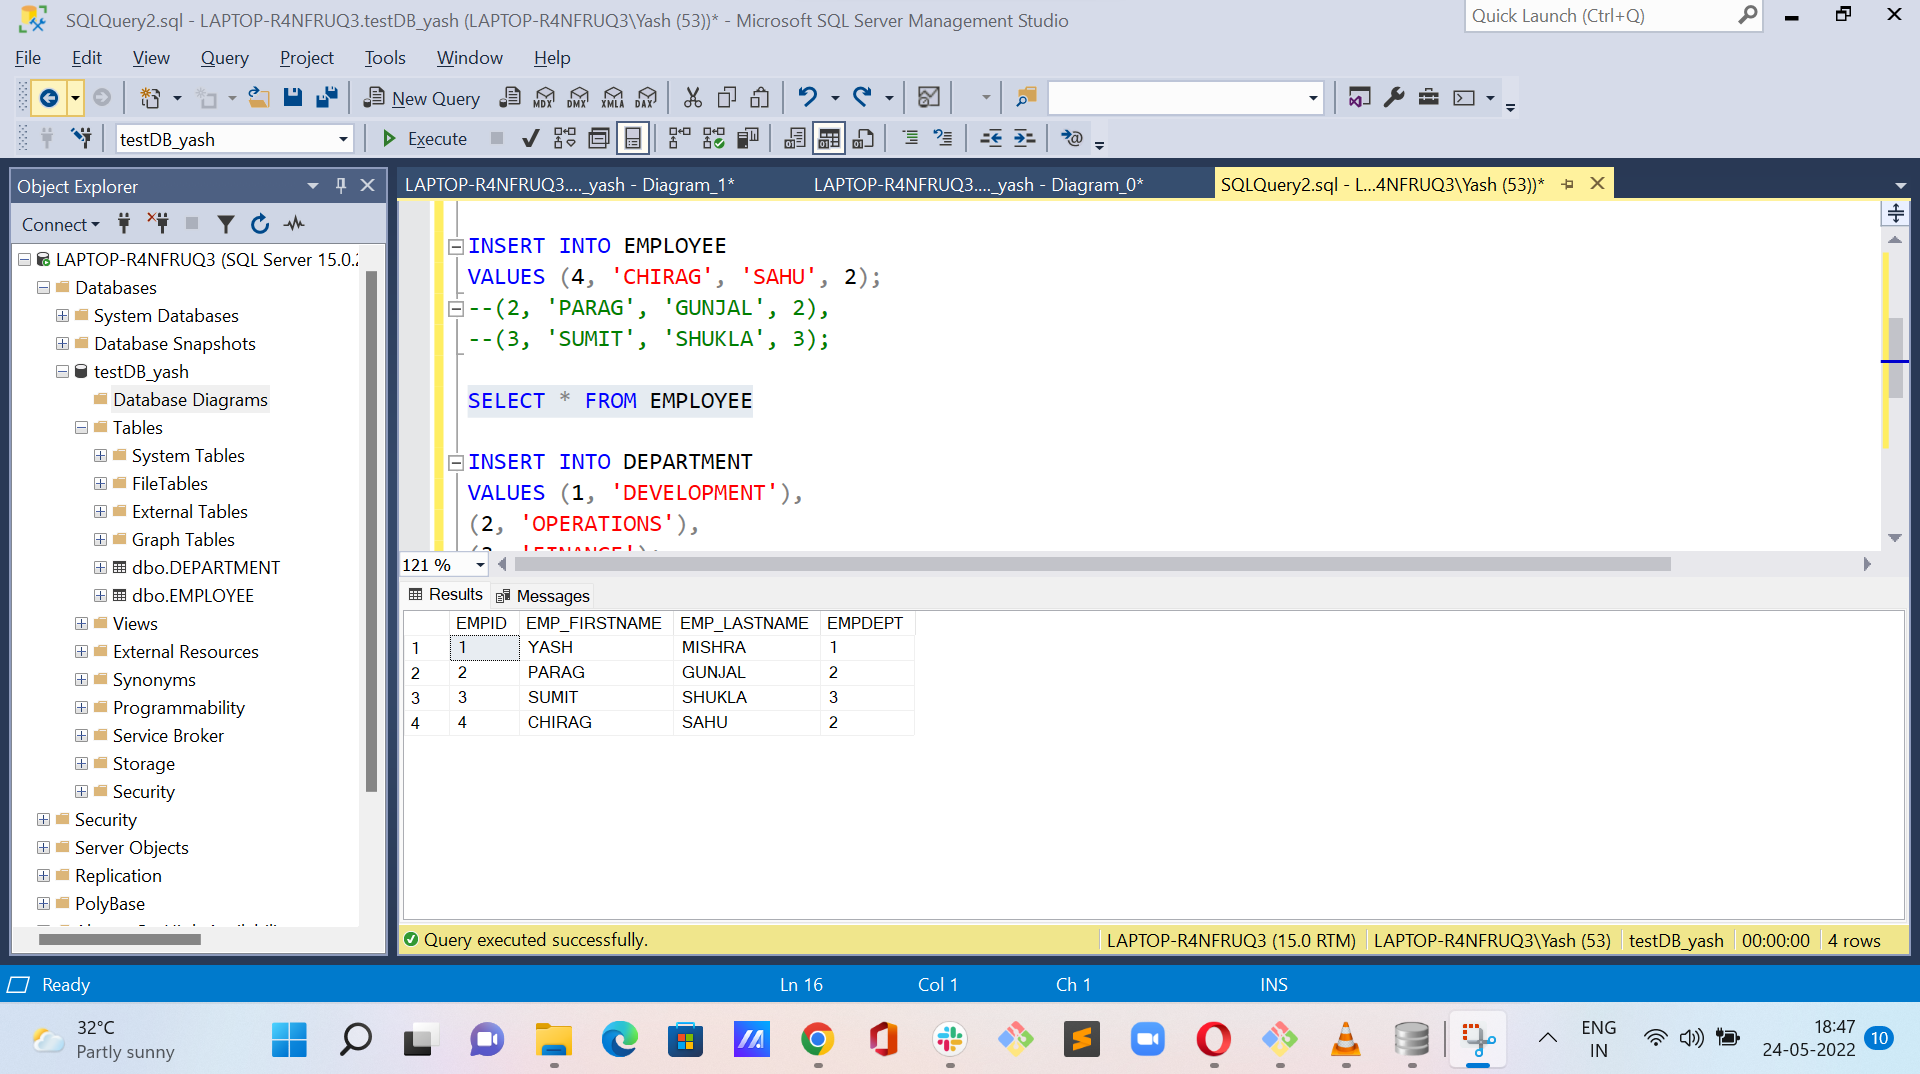 SQLQuery2.sql - LAPTOP-R4NFRUQ3.testDB_yash (LAPTOP-R4NFRUQ3\Yash (53))* - Microsoft SQL Server Management Studio
Quick Launch (Ctrl+Q)
File Edit View Query Project Tools Window Help
New Query MDX DMX XMLA DAX
testDB_yash Execute
Object Explorer
Connect
LAPTOP-R4NFRUQ3 (SQL Server 15.0.2
Databases
System Databases
Database Snapshots
testDB_yash
Database Diagrams
Tables
System Tables
FileTables
External Tables
Graph Tables
dbo.DEPARTMENT
dbo.EMPLOYEE
Views
External Resources
Synonyms
Programmability
Service Broker
Storage
Security
Security
Server Objects
Replication
PolyBase
LAPTOP-R4NFRUQ3...._yash - Diagram_1*
LAPTOP-R4NFRUQ3...._yash - Diagram_0*
SQLQuery2.sql - L...4NFRUQ3\Yash (53))*
INSERT INTO EMPLOYEE
VALUES (4, 'CHIRAG', 'SAHU', 2);
--(2, 'PARAG', 'GUNJAL', 2),
--(3, 'SUMIT', 'SHUKLA', 3);
SELECT * FROM EMPLOYEE
INSERT INTO DEPARTMENT
VALUES (1, 'DEVELOPMENT'),
(2, 'OPERATIONS'),
(3, 'FINANCE');
121 %
Results Messages
EMPID EMP_FIRSTNAME EMP_LASTNAME EMPDEPT
1 1 YASH MISHRA 1
2 2 PARAG GUNJAL 2
3 3 SUMIT SHUKLA 3
4 4 CHIRAG SAHU 2
Query executed successfully.
LAPTOP-R4NFRUQ3 (15.0 RTM) LAPTOP-R4NFRUQ3\Yash (53) testDB_yash 00:00:00 4 rows
Ready Ln 16 Col 1 Ch 1 INS
32°C
Partly sunny
ENG
IN
18:47
24-05-2022
10